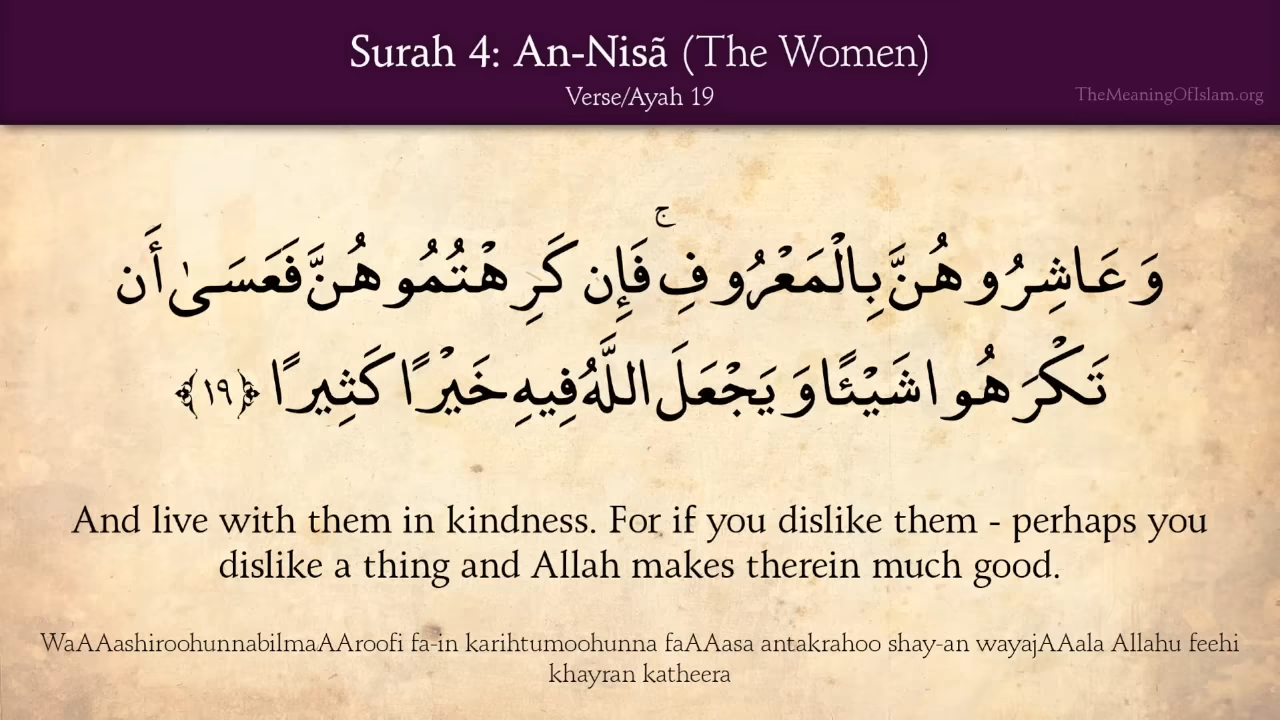 Surah 4: An-Nisã (The Women)
Verse/Ayah 19
TheMeaningOfIslam.org
وَعَاشِرُوهُنَّ بِالْمَعْرُوفِ ۚ فَإِن كَرِهْتُمُوهُنَّ فَعَسَىٰ أَن
تَكْرَهُوا شَيْئًا وَيَجْعَلَ اللَّهُ فِيهِ خَيْرًا كَثِيرًا ﴿١٩﴾
And live with them in kindness. For if you dislike them - perhaps you
dislike a thing and Allah makes therein much good.
WaAAashiroohunnabilmaAAroofi fa-in karihtumoohunna faAAasa antakrahoo shay-an wayajAAala Allahu feehi
khayran katheera